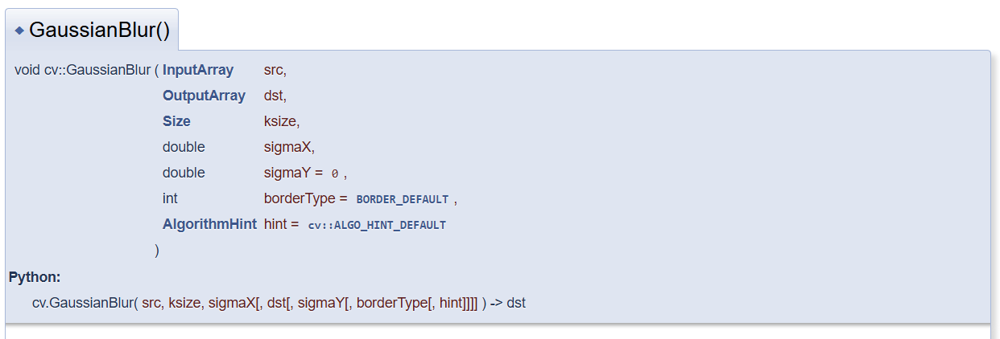 ◆ GaussianBlur()
void cv::GaussianBlur ( InputArray src,
OutputArray dst,
Size ksize,
double sigmaX,
double sigmaY = 0 ,
int borderType = BORDER_DEFAULT ,
AlgorithmHint hint = cv::ALGO_HINT_DEFAULT
)
Python:
cv.GaussianBlur( src, ksize, sigmaX[, dst[, sigmaY[, borderType[, hint]]]] ) -> dst